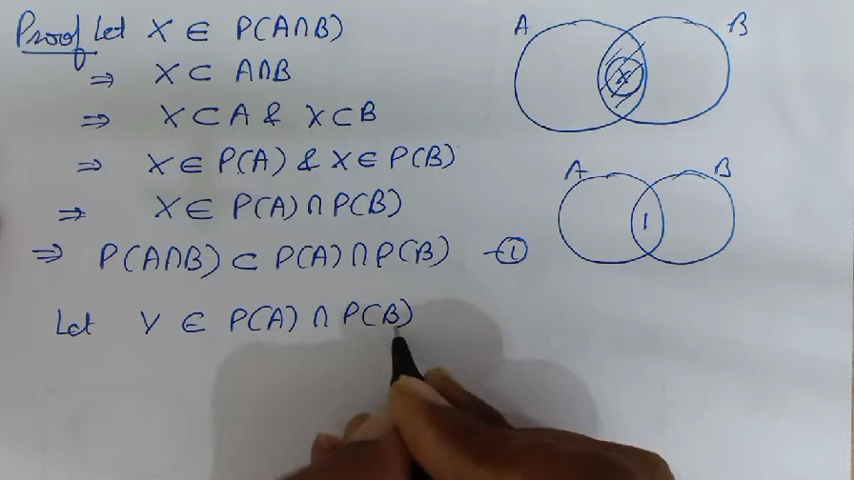 Proof Let X ∈ P(A∩B)
⇒ X ⊂ A∩B
⇒ X ⊂ A & X ⊂ B
⇒ X ∈ P(A) & X ∈ P(B)
⇒ X ∈ P(A) ∩ P(B)
⇒ P(A∩B) ⊂ P(A) ∩ P(B) -①
Let Y ∈ P(A) ∩ P(B)
A B
X
A B
1